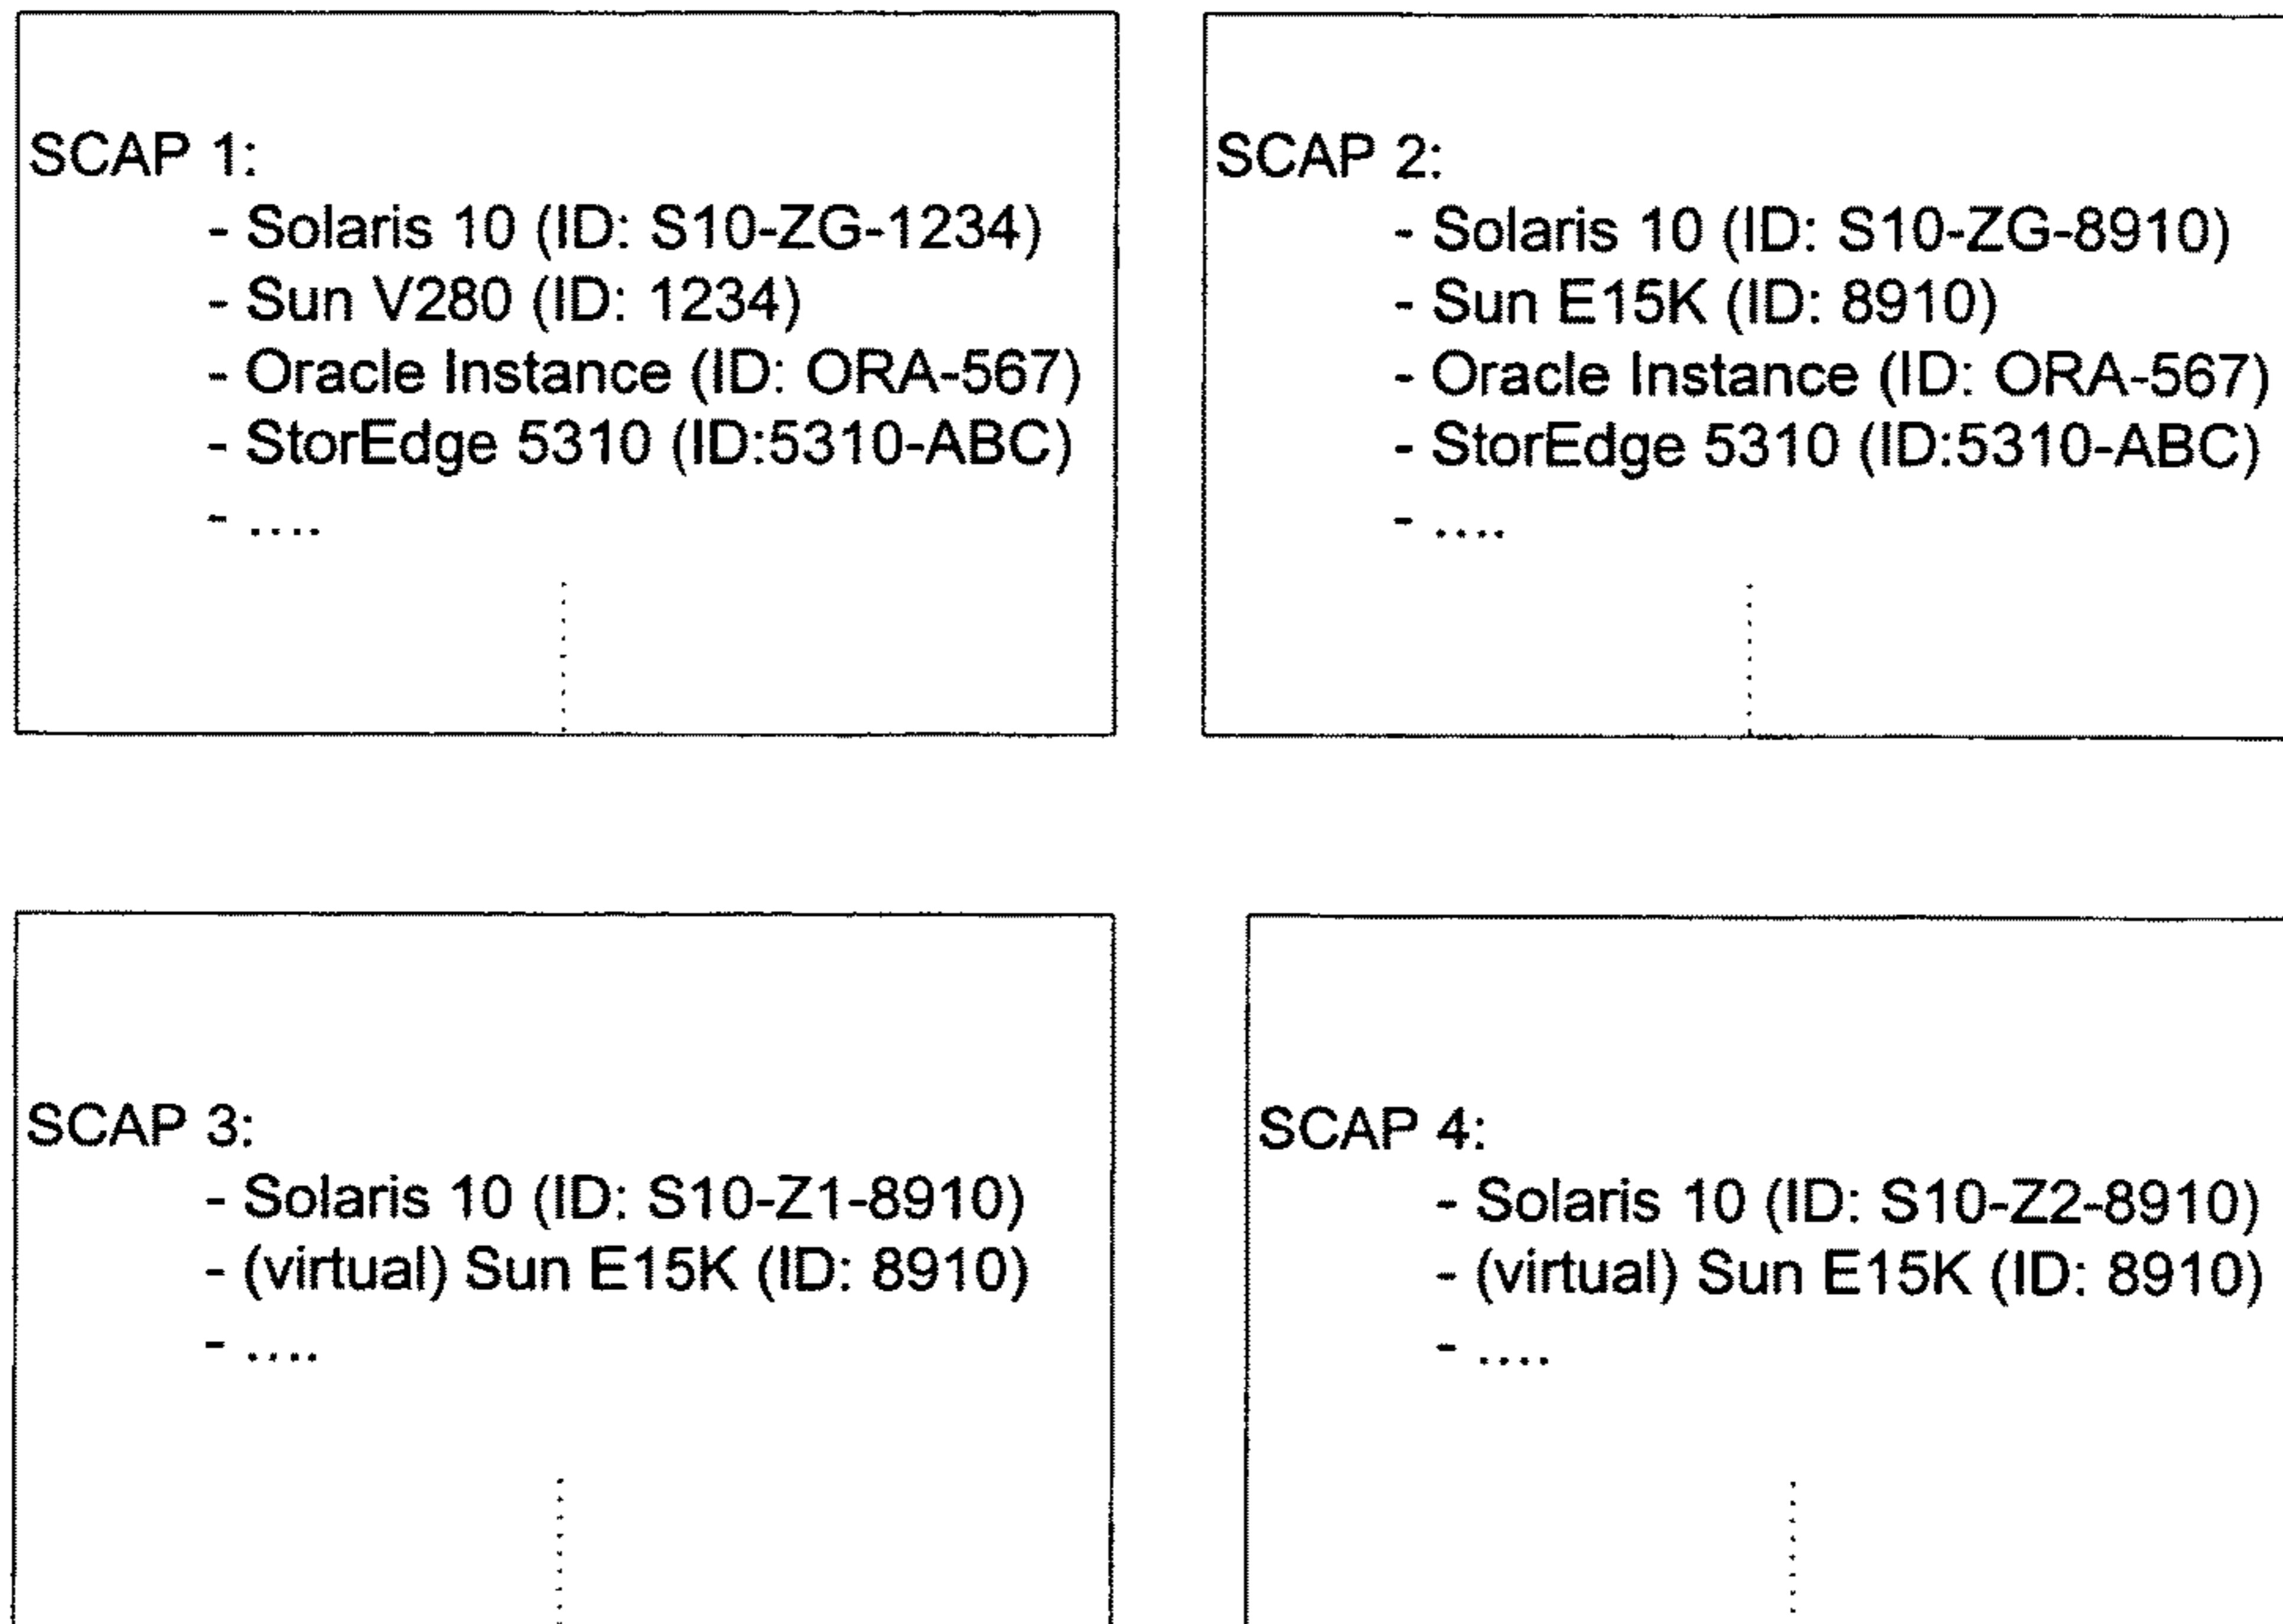 SCAP 1:
- Solaris 10 (ID: S10-ZG-1234)
- Sun V280 (ID: 1234)
- Oracle Instance (ID: ORA-567)
- StorEdge 5310 (ID:5310-ABC)
- ....
SCAP 2:
- Solaris 10 (ID: S10-ZG-8910)
- Sun E15K (ID: 8910)
- Oracle Instance (ID: ORA-567)
- StorEdge 5310 (ID:5310-ABC)
- ....
SCAP 3:
- Solaris 10 (ID: S10-Z1-8910)
- (virtual) Sun E15K (ID: 8910)
- ....
SCAP 4:
- Solaris 10 (ID: S10-Z2-8910)
- (virtual) Sun E15K (ID: 8910)
- ....